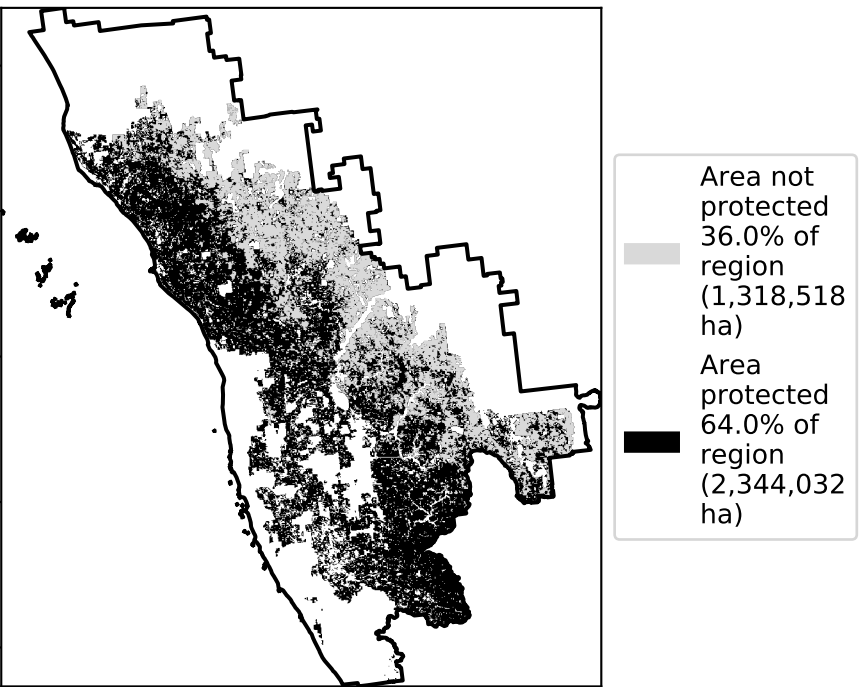 Area not
protected
36.0% of
region
(1,318,518
ha)
Area
protected
64.0% of
region
(2,344,032
ha)